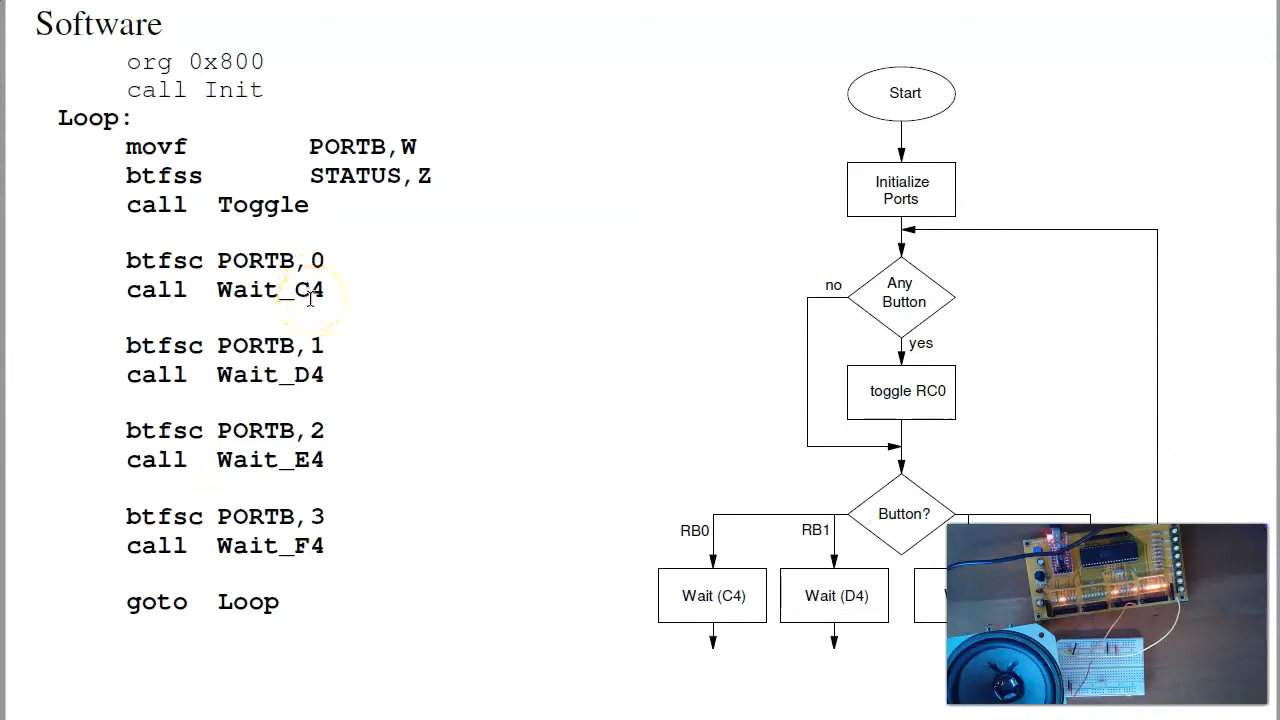 Software
org 0x800
call Init
Loop:
movf PORTB,W
btfss STATUS,Z
call Toggle
btfsc PORTB,0
call Wait_C4
btfsc PORTB,1
call Wait_D4
btfsc PORTB,2
call Wait_E4
btfsc PORTB,3
call Wait_F4
goto Loop
Start
Initialize
Ports
Any
Button
no
yes
toggle RC0
Button?
RB0
RB1
Wait (C4)
Wait (D4)